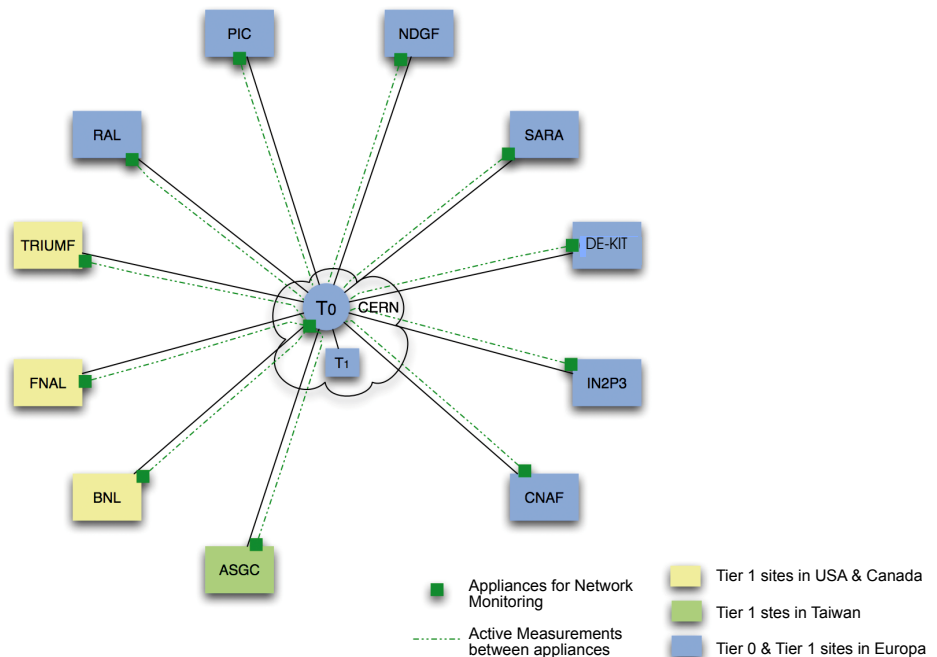 PIC
NDGF
RAL
SARA
TRIUMF
DE-KIT
T0
CERN
T1
FNAL
IN2P3
BNL
CNAF
ASGC
Appliances for Network
Monitoring
Active Measurements
between appliances
Tier 1 sites in USA & Canada
Tier 1 stes in Taiwan
Tier 0 & Tier 1 sites in Europa